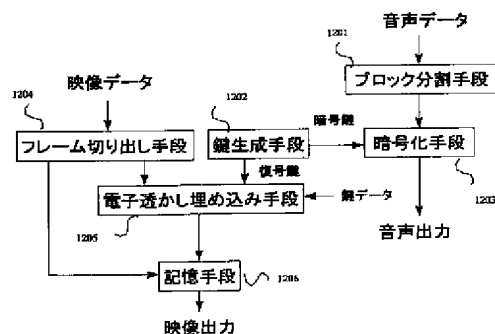 音声データ
1201
ブロック分割手段
1204
映像データ
1202
暗号鍵
フレーム切り出し手段
鍵生成手段
暗号化手段
復号鍵
1203
電子透かし埋め込み手段
鍵データ
1205
音声出力
記憶手段
1206
映像出力